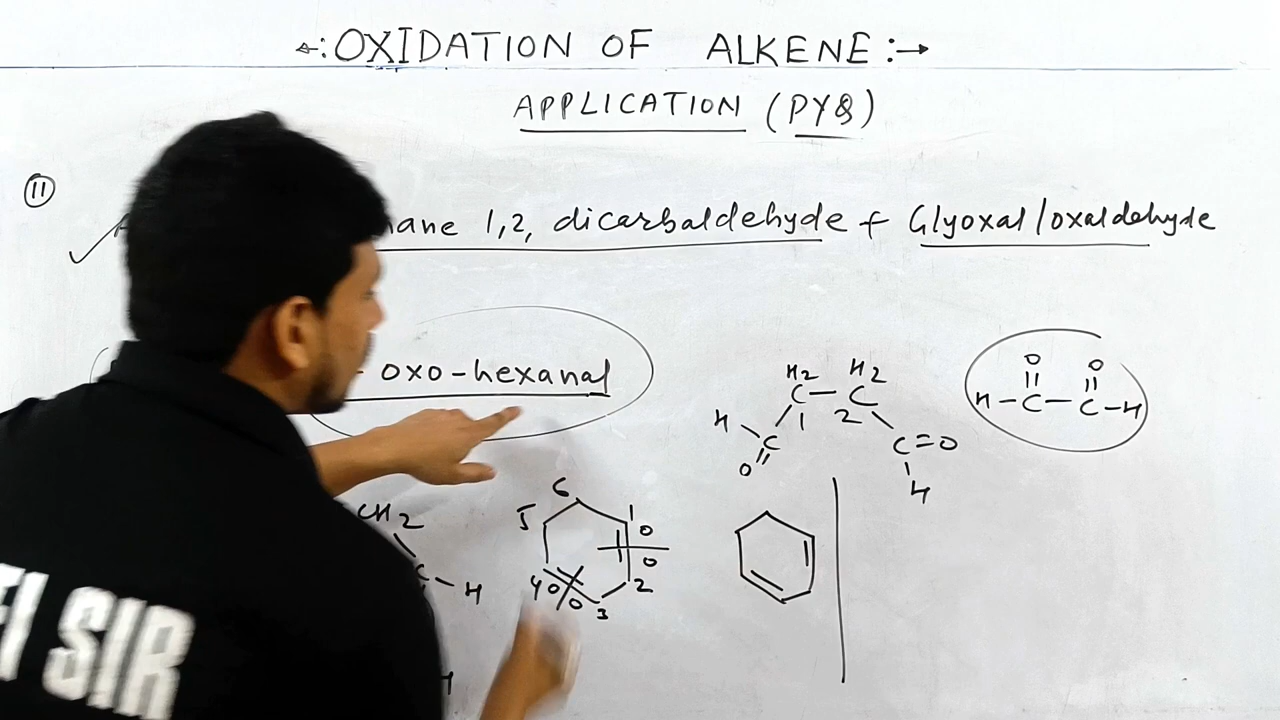 ←:OXIDATION OF ALKENE:→
APPLICATION (PYQ)
11
1,2, dicarbaldehyde + Glyoxal/oxaldehyde
- oxo-hexanal
H2 H2
C — C
1 2
H C
O
C=O
H
O O
H — C — C — H
CH2
C — H
6
5 1
O
O
4 2
O
O 3
SIR